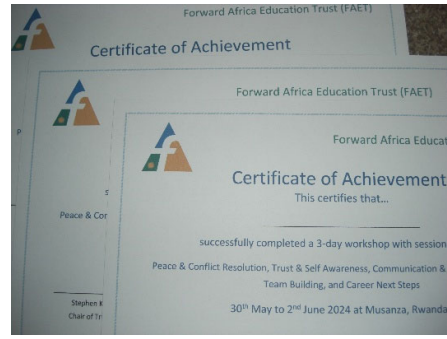 Forward Africa Education Trust (FAET)
Certificate of Achievement
Forward Africa Education Trust (FAET)
Peace & Cor
Stephen K
Chair of Tr
Forward Africa Educat
Certificate of Achievement
This certifies that...
successfully completed a 3-day workshop with session
Peace & Conflict Resolution, Trust & Self Awareness, Communication &
Team Building, and Career Next Steps
30th May to 2nd June 2024 at Musanza, Rwanda